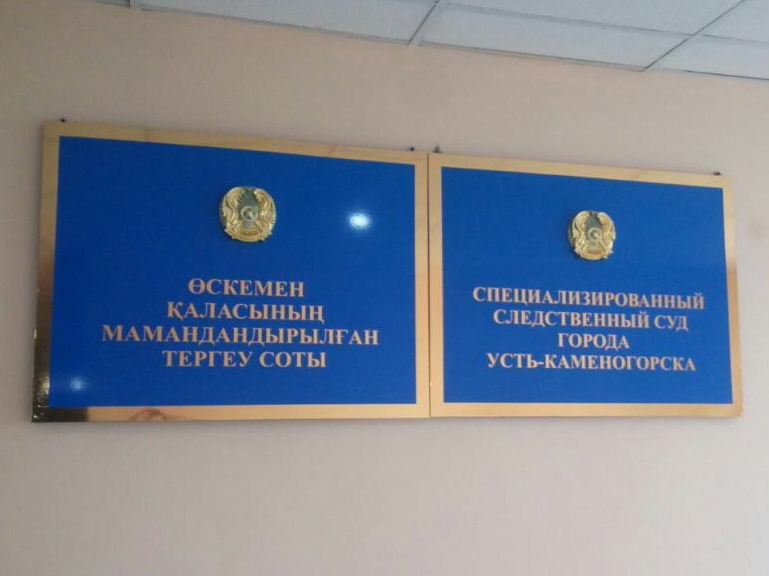 ӨСКЕМЕН
ҚАЛАСЫНЫҢ
МАМАНДАНДЫРЫЛҒАН
ТЕРГЕУ СОТЫ
СПЕЦИАЛИЗИРОВАННЫЙ
СЛЕДСТВЕННЫЙ СУД
ГОРОДА
УСТЬ-КАМЕНОГОРСКА